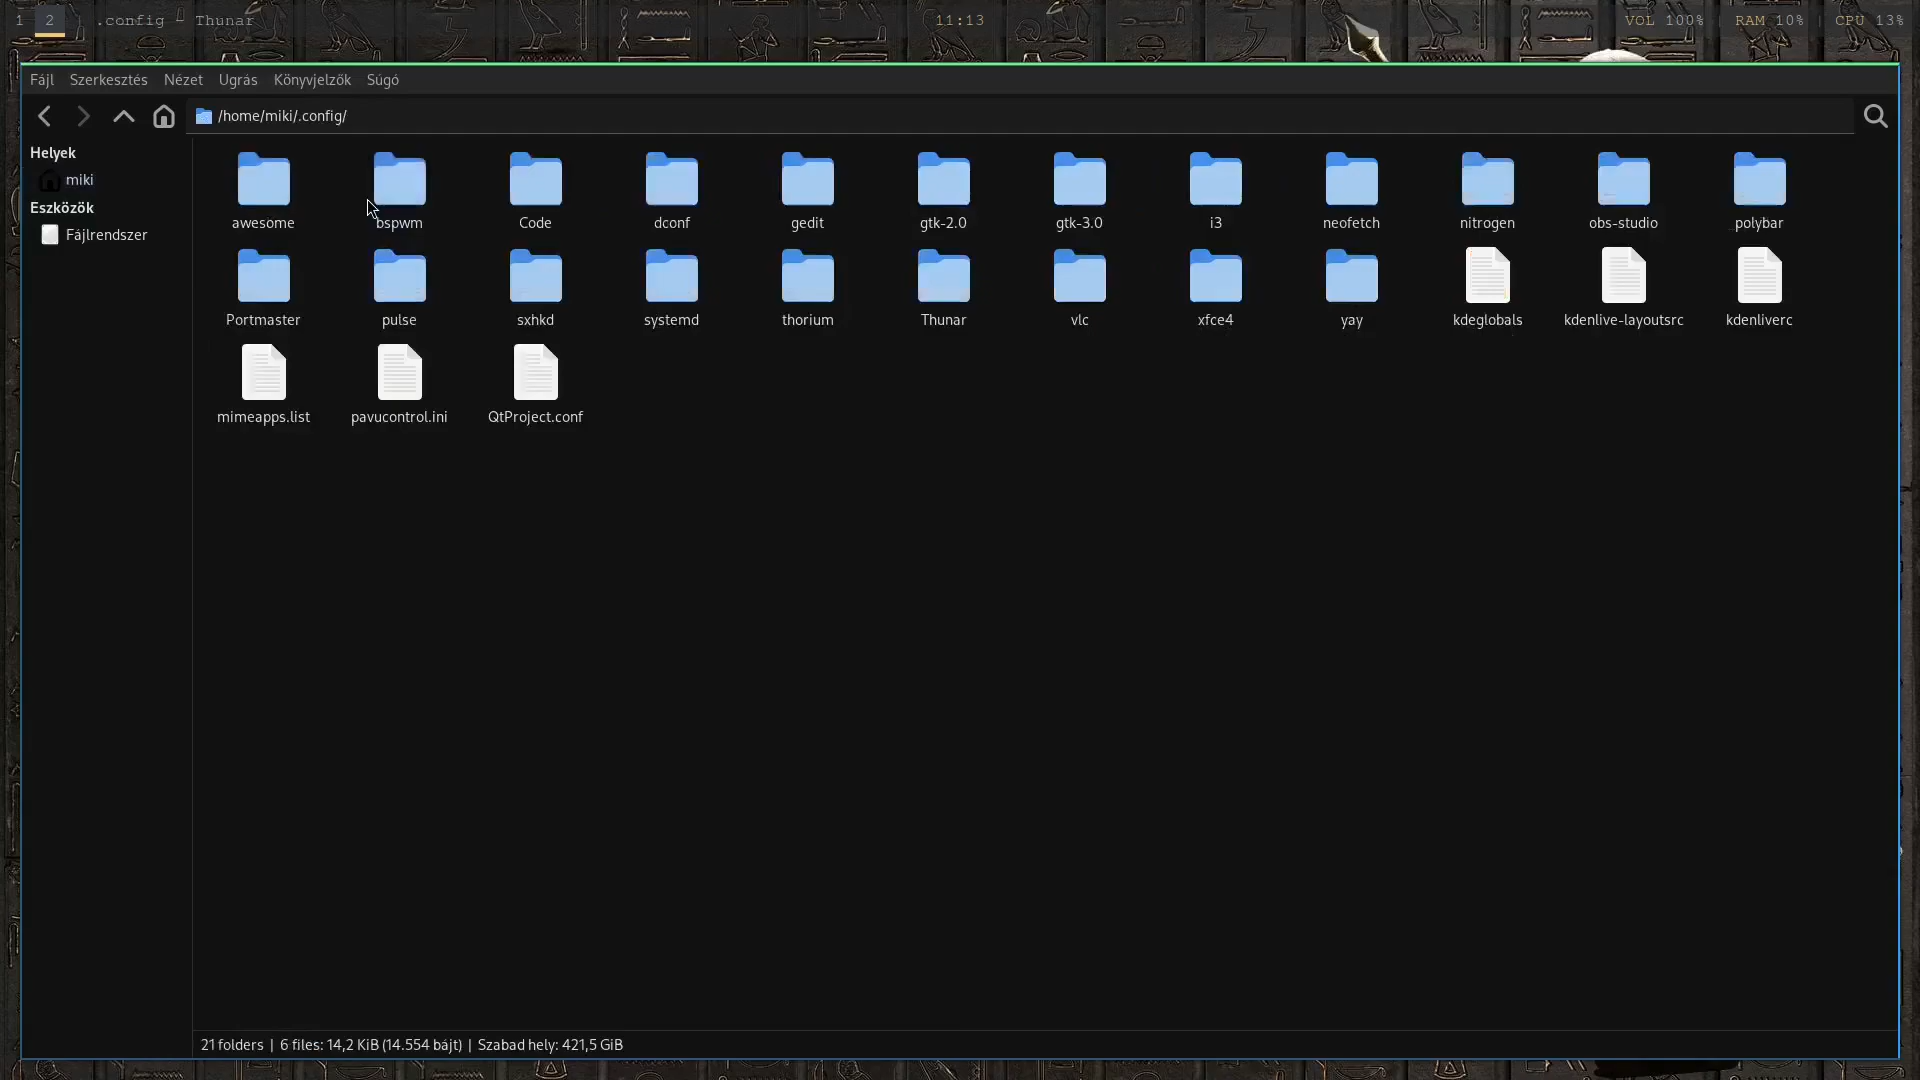 1 2 .config - Thunar 11:13 VOL 100% | RAM 10% | CPU 13%
Fájl Szerkesztés Nézet Ugrás Könyvjelzők Súgó
/home/miki/.config/
Helyek
miki
Eszközök
Fájlrendszer
awesome bspwm Code dconf gedit gtk-2.0 gtk-3.0 i3 neofetch nitrogen obs-studio polybar
Portmaster pulse sxhkd systemd thorium Thunar vlc xfce4 yay kdeglobals kdenlive-layoutsrc kdenliverc
mimeapps.list pavucontrol.ini QtProject.conf
21 folders | 6 files: 14,2 KiB (14.554 bájt) | Szabad hely: 421,5 GiB